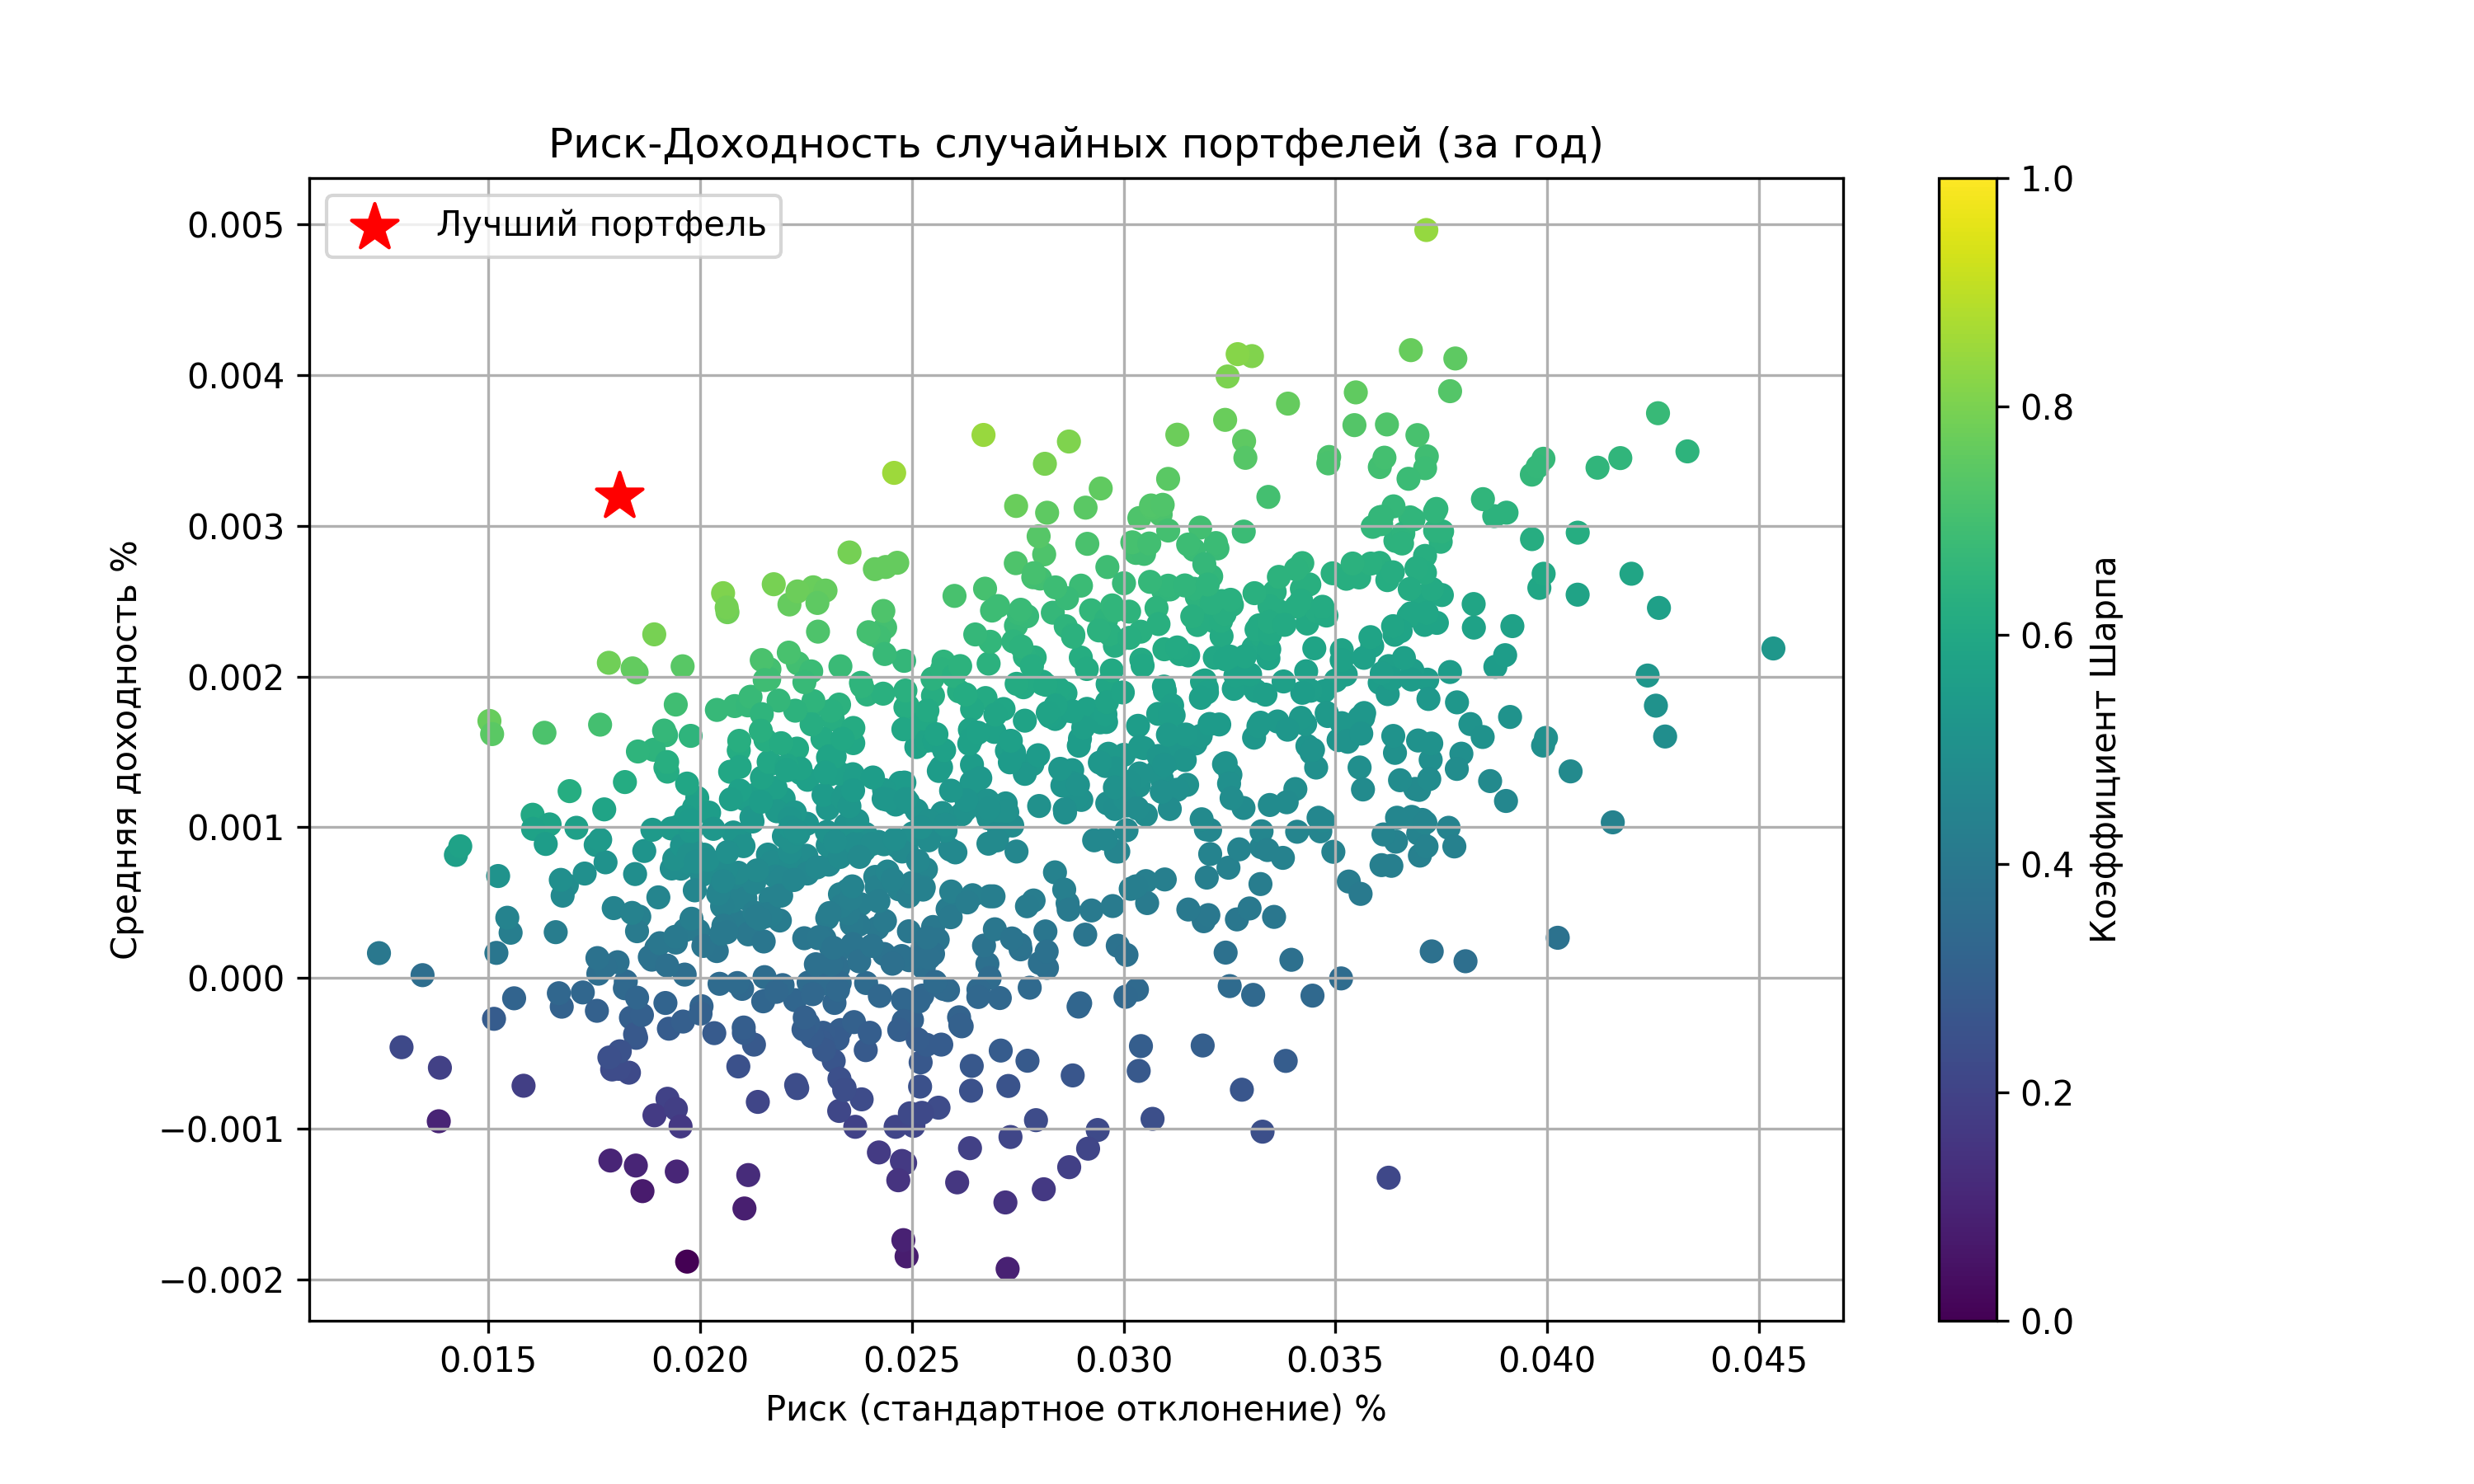 Риск-Доходность случайных портфелей (за год)
Лучший портфель
Средняя доходность %
0.005
0.004
0.003
0.002
0.001
0.000
−0.001
−0.002
0.015 0.020 0.025 0.030 0.035 0.040 0.045
Риск (стандартное отклонение) %
1.0
0.8
0.6
0.4
0.2
0.0
Коэффициент Шарпа